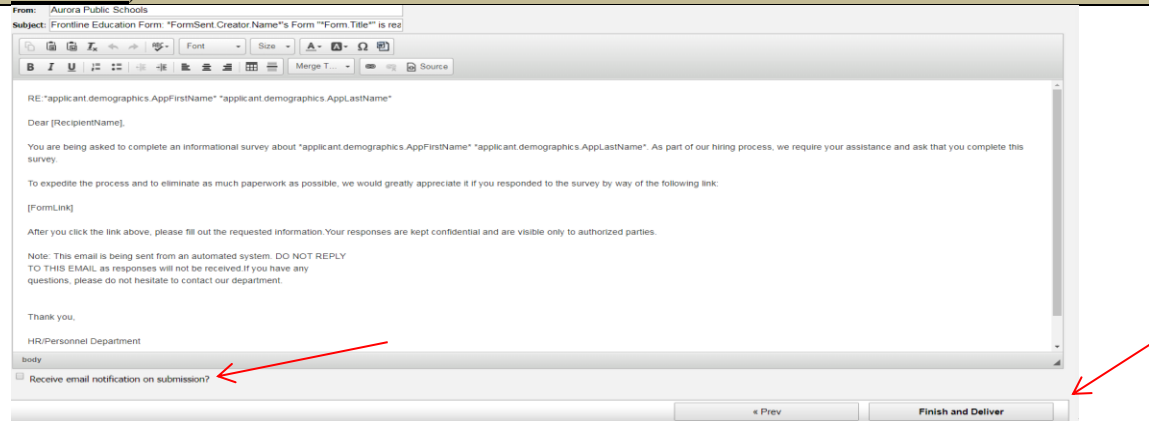 From: Aurora Public Schools
Subject: Frontline Education Form: *FormSent.Creator.Name*'s Form "*Form.Title*" is rea
Font Size A A Ω
B I U Merge T... Source
RE:*applicant.demographics.AppFirstName* *applicant.demographics.AppLastName*
Dear [RecipientName],
You are being asked to complete an informational survey about *applicant.demographics.AppFirstName* *applicant.demographics.AppLastName*. As part of our hiring process, we require your assistance and ask that you complete this
survey.
To expedite the process and to eliminate as much paperwork as possible, we would greatly appreciate it if you responded to the survey by way of the following link:
[FormLink]
After you click the link above, please fill out the requested information.Your responses are kept confidential and are visible only to authorized parties.
Note: This email is being sent from an automated system. DO NOT REPLY
TO THIS EMAIL as responses will not be received.If you have any
questions, please do not hesitate to contact our department.
Thank you,
HR/Personnel Department
body
Receive email notification on submission?
« Prev Finish and Deliver